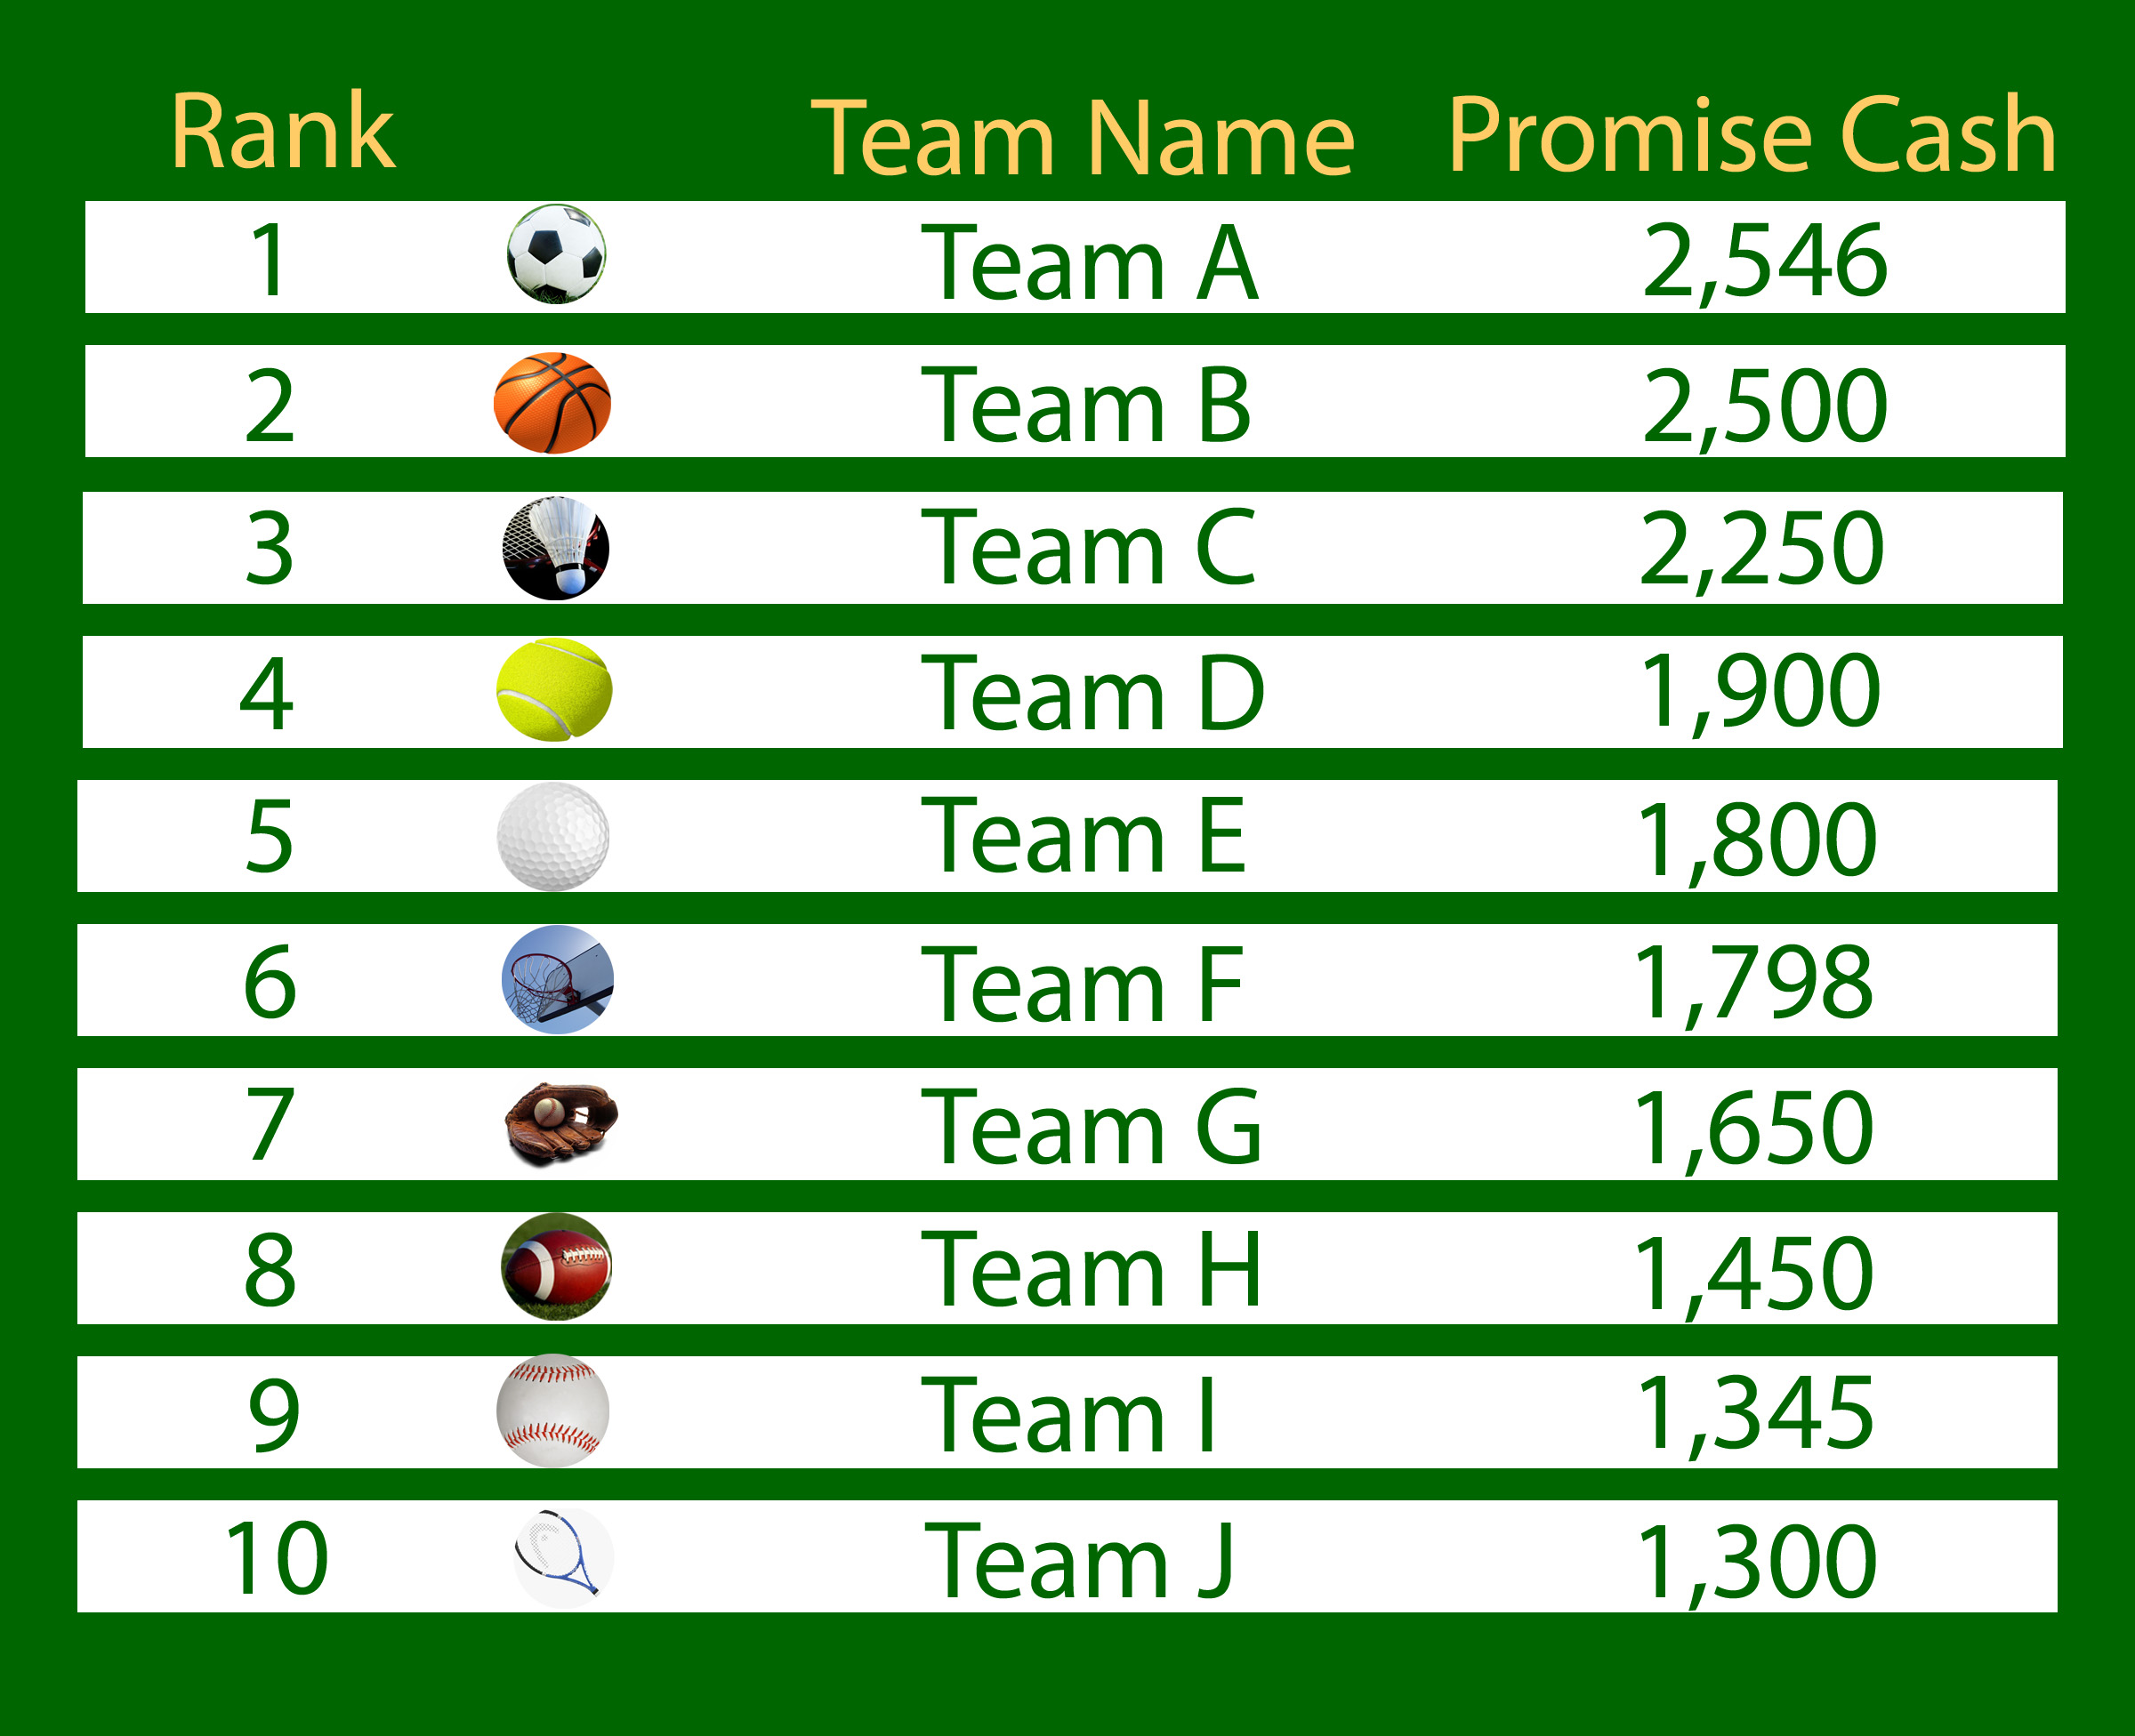 Rank Team Name Promise Cash
1 Team A 2,546
2 Team B 2,500
3 Team C 2,250
4 Team D 1,900
5 Team E 1,800
6 Team F 1,798
7 Team G 1,650
8 Team H 1,450
9 Team I 1,345
10 Team J 1,300